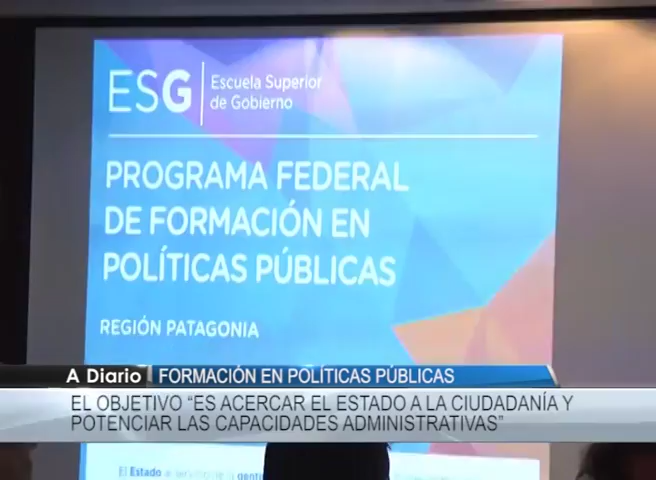 ESG
Escuela Superior
de Gobierno
PROGRAMA FEDERAL
DE FORMACIÓN EN
POLÍTICAS PÚBLICAS
REGIÓN PATAGONIA
A Diario
FORMACIÓN EN POLÍTICAS PÚBLICAS
EL OBJETIVO “ES ACERCAR EL ESTADO A LA CIUDADANÍA Y
POTENCIAR LAS CAPACIDADES ADMINISTRATIVAS”
El Estado